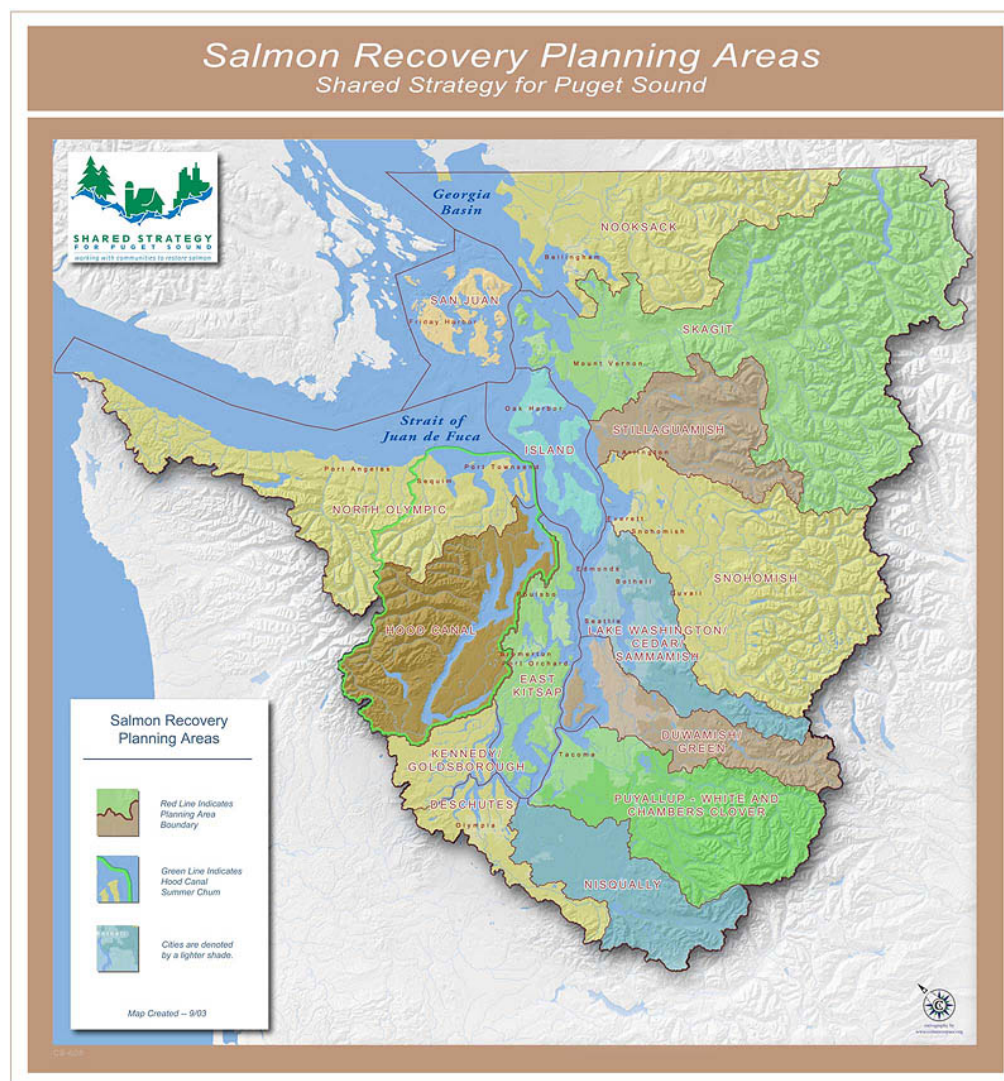 Salmon Recovery Planning Areas
Shared Strategy for Puget Sound
SHARED STRATEGY
FOR PUGET SOUND
working with communities to restore salmon
Georgia
Basin
NOOKSACK
Bellingham
SAN JUAN
Friday Harbor
SKAGIT
Mount Vernon
Oak Harbor
Strait of
Juan de Fuca
STILLAGUAMISH
ISLAND
Arlington
Port Angeles
Port Townsend
Sequim
NORTH OLYMPIC
Everett
Snohomish
Edmonds
Bothell
SNOHOMISH
Duvall
Poulsbo
Seattle
HOOD CANAL
LAKE WASHINGTON/
CEDAR/
SAMMAMISH
Bremerton
Port Orchard
EAST
KITSAP
DUWAMISH/
GREEN
KENNEDY/
GOLDSBOROUGH
Tacoma
DESCHUTES
PUYALLUP - WHITE AND
CHAMBERS CLOVER
Olympia
NISQUALLY
Salmon Recovery
Planning Areas
Red Line Indicates
Planning Area
Boundary
Green Line Indicates
Hood Canal
Summer Chum
Cities are denoted
by a lighter shade.
Map Created -- 9/03
cartography by